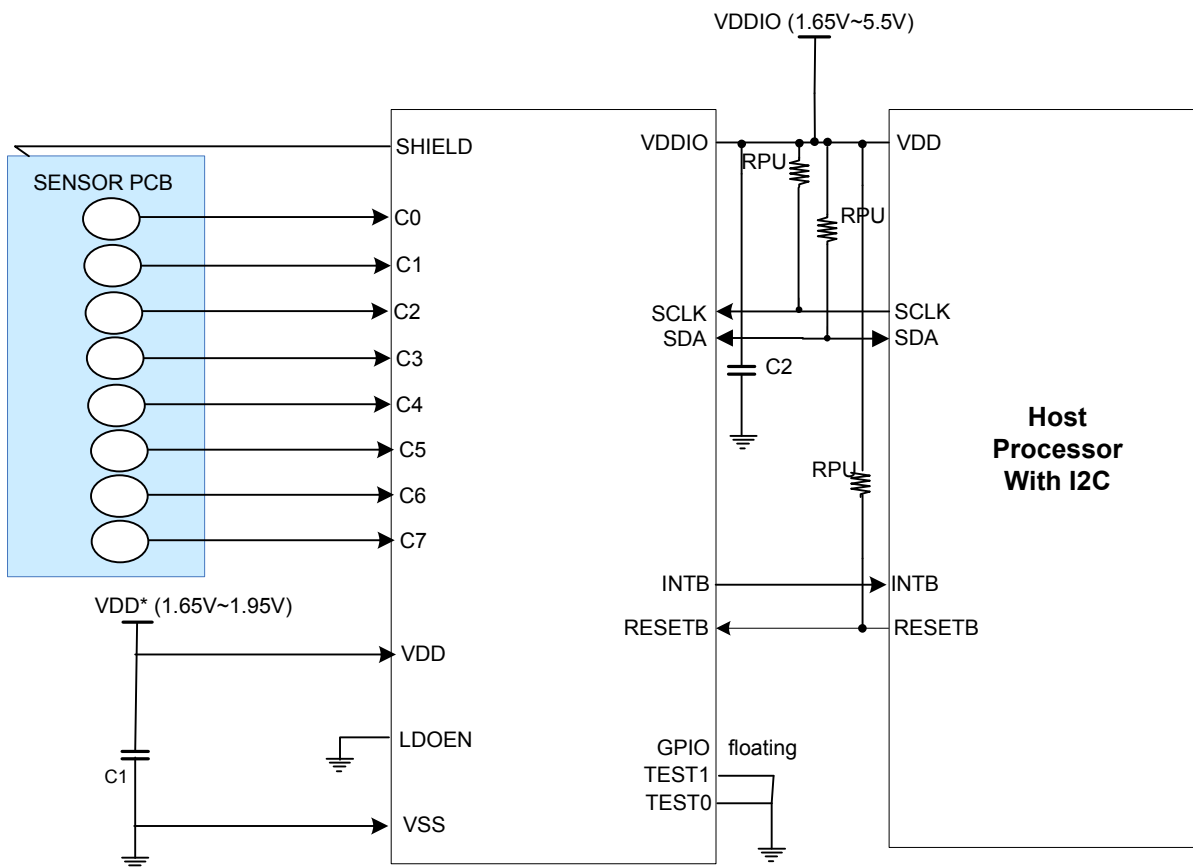 VDDIO (1.65V~5.5V)
SHIELD
VDDIO
VDD
RPU
SENSOR PCB
C0
RPU
C1
C2
SCLK
SCLK
SDA
SDA
C3
C2
C4
Host
Processor
With I2C
C5
RPU
C6
C7
INTB
INTB
VDD* (1.65V~1.95V)
RESETB
RESETB
VDD
LDOEN
GPIO floating
C1
TEST1
TEST0
VSS